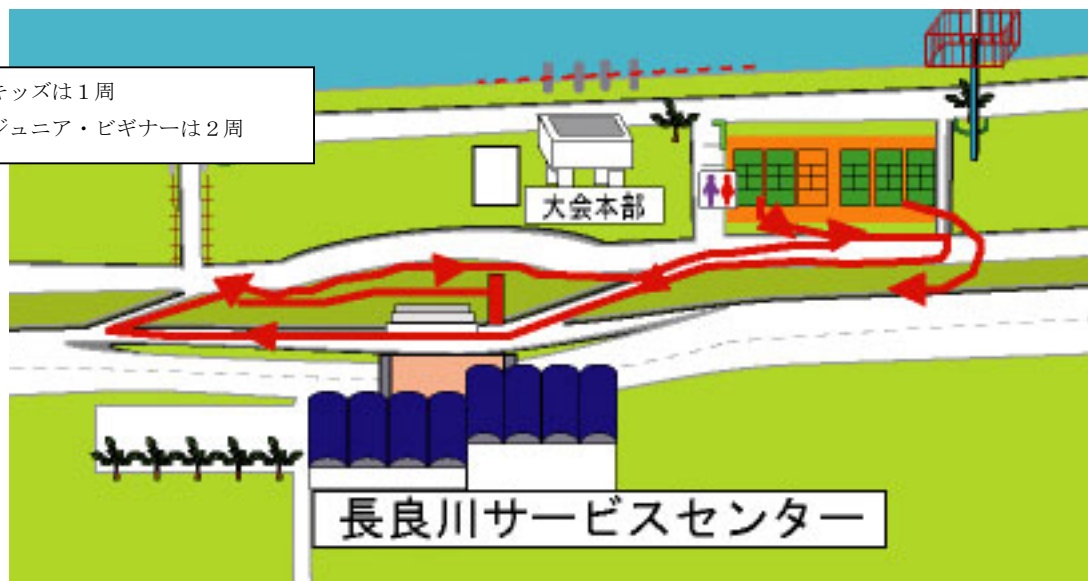 キッズは１周
ジュニア・ビギナーは２周
大会本部
長良川サービスセンター